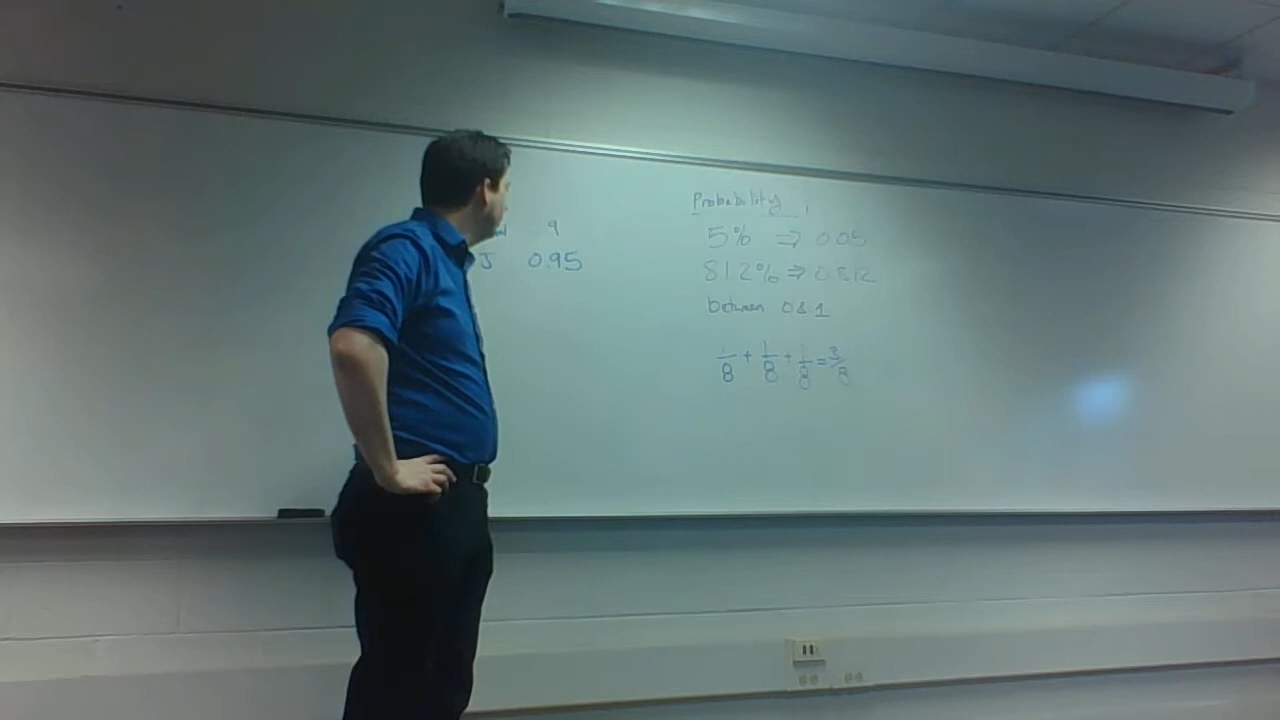 9
J 0.95
Probability
5% ⇒ 0.05
81.2% ⇒ 0.812
between 0 & 1
1/8 + 1/8 + 1/8 = 3/8